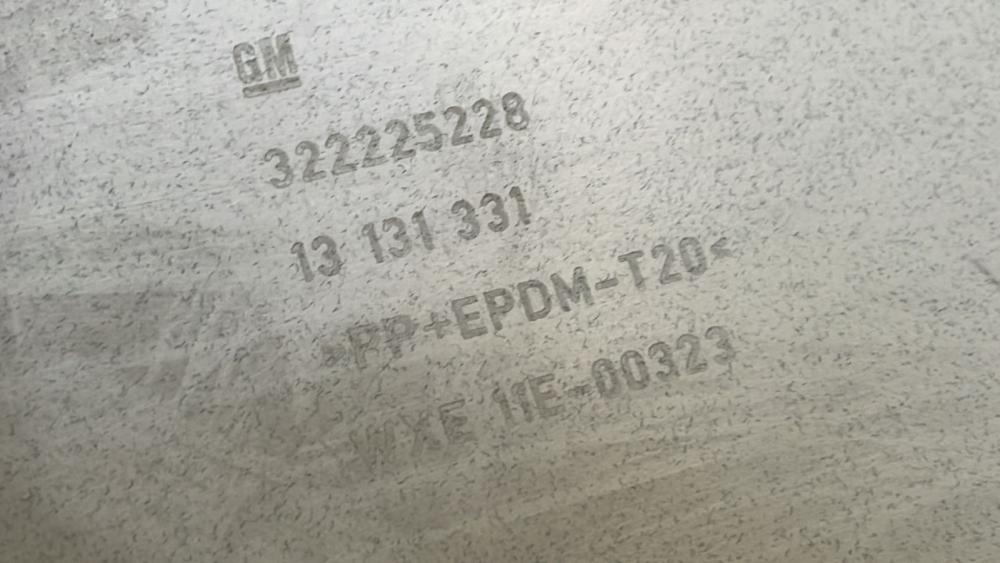 GM
322225228
13 131 331
>PP+EPDM-T20<
WXE 11E-00323